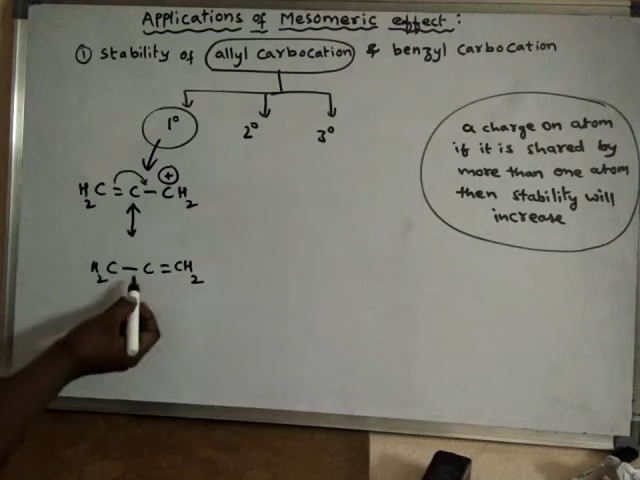 Applications of Mesomeric effect :
① Stability of allyl carbocation & benzyl carbocation
1° 2° 3°
a charge on atom
if it is shared by
more than one atom
then stability will
increase
H₂C = C − CH₂ ⊕
H₂C − C = CH₂